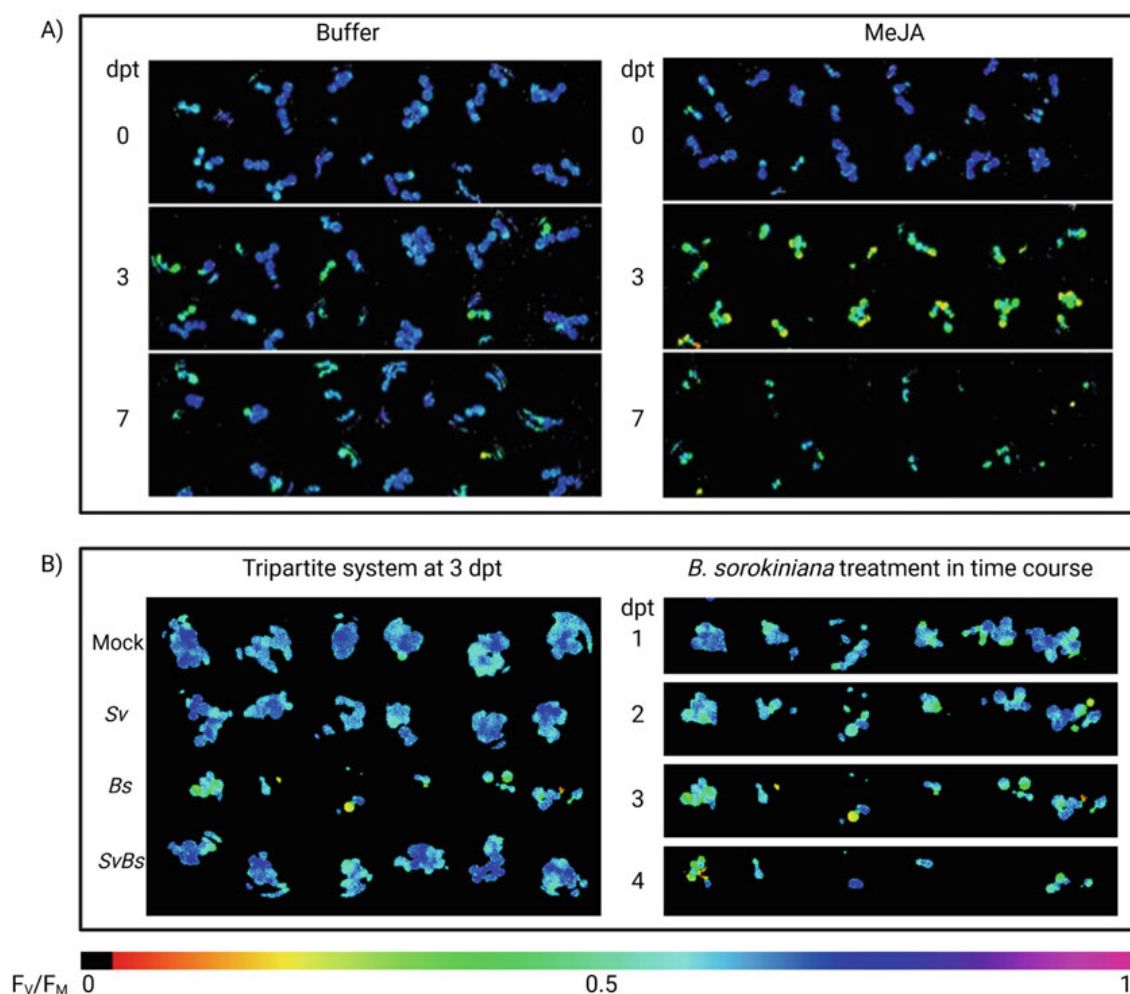 A)
Buffer
MeJA
dpt
0
3
7
dpt
0
3
7
B)
Tripartite system at 3 dpt
B. sorokiniana treatment in time course
Mock
Sv
Bs
SvBs
dpt
1
2
3
4
FV/FM 0 0.5 1